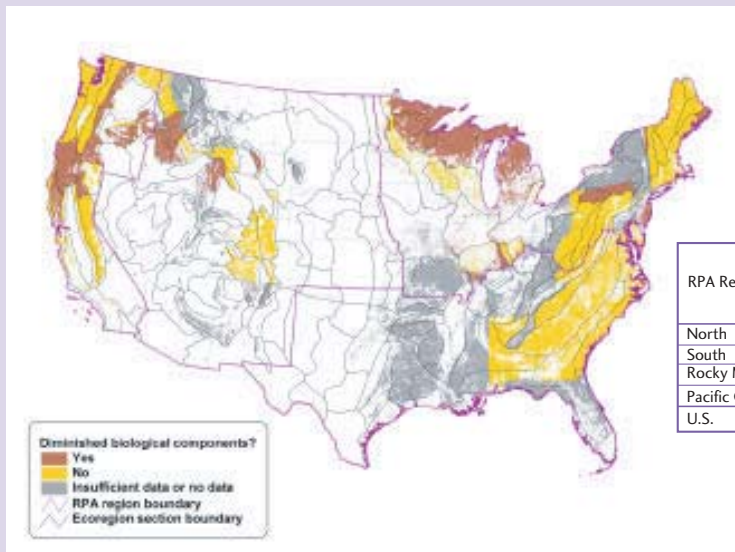 RPA Re
North
South
Rocky M
Pacific
U.S.
Diminished biological components?
Yes
No
Insufficient data or no data
RPA region boundary
Ecoregion section boundary